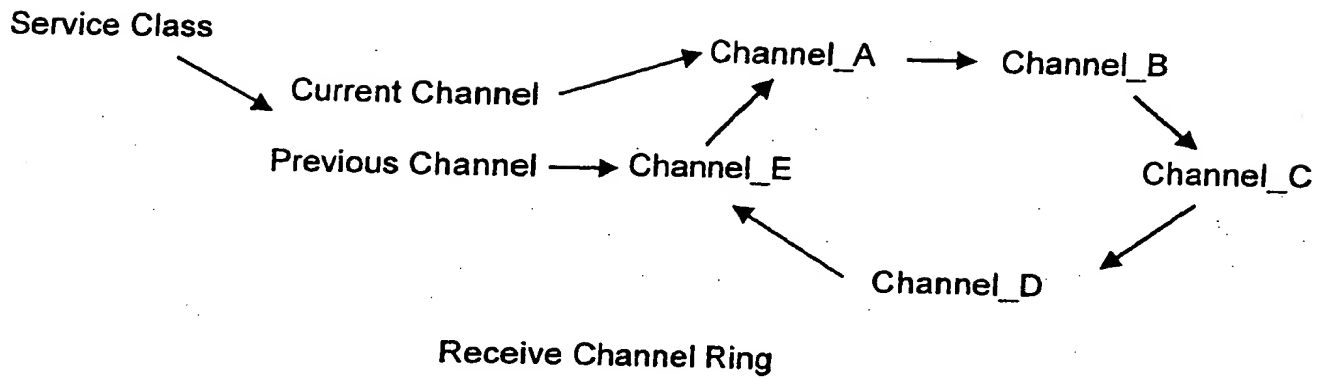 Service Class
Current Channel
Previous Channel
Channel_A
Channel_B
Channel_C
Channel_D
Channel_E
Receive Channel Ring